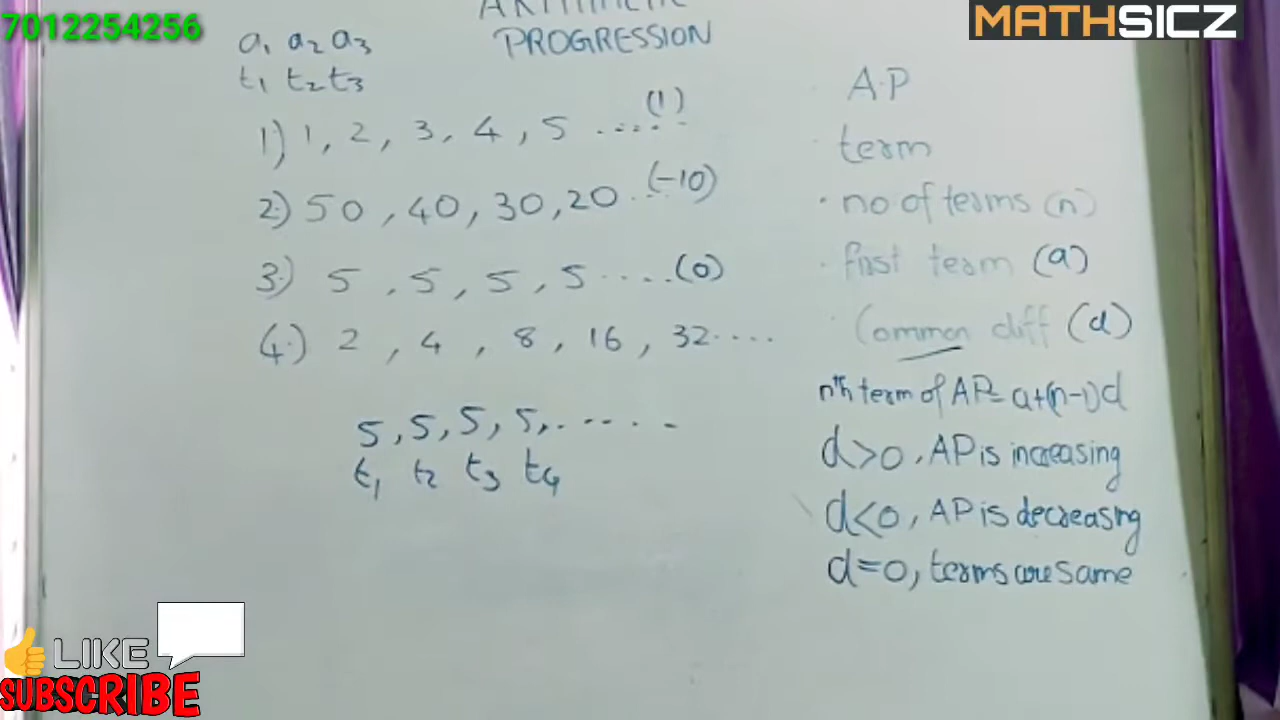 7012254256
MATHSICZ
ARITHMETIC
PROGRESSION
a₁ a₂ a₃
t₁ t₂ t₃
1) 1, 2, 3, 4, 5 ...... (1)
2) 50, 40, 30, 20 ... (-10)
3) 5, 5, 5, 5 ..... (0)
4.) 2, 4, 8, 16, 32....
5, 5, 5, 5, ......
t₁ t₂ t₃ t₄
A.P
term
no of terms (n)
first term (a)
Common diff (d)
nth term of AP = a+(n-1)d
d>0, AP is increasing
d<0, AP is decreasing
d=0, terms are same
LIKE
SUBSCRIBE